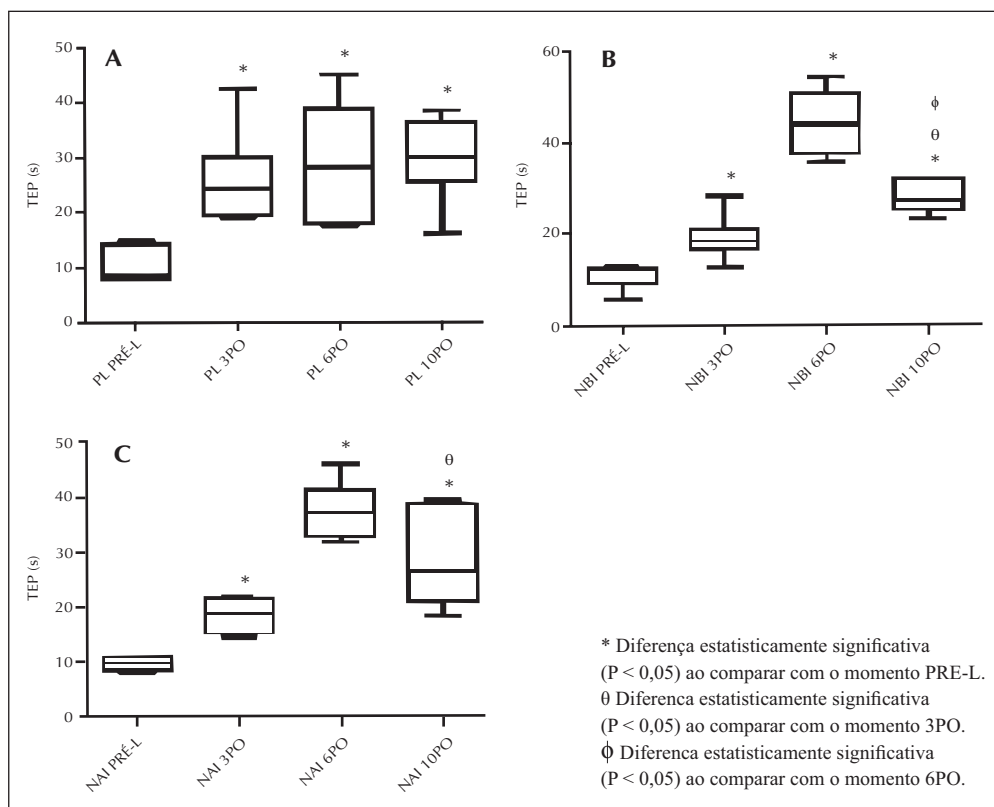 A
TEP (s)
50
40
30
20
10
0
*
*
*
PL PRÉ-L
PL 3PO
PL 6PO
PL 10PO
B
TEP (s)
60
40
20
0
*
*
ϕ
θ
*
NBI PRÉ-L
NBI 3PO
NBI 6PO
NBI 10PO
C
TEP (s)
50
40
30
20
10
0
*
*
θ
*
NAI PRÉ-L
NAI 3PO
NAI 6PO
NAI 10PO
* Diferença estatisticamente significativa
(P < 0,05) ao comparar com o momento PRE-L.
θ Diferenca estatisticamente significativa
(P < 0,05) ao comparar com o momento 3PO.
ϕ Diferenca estatisticamente significativa
(P < 0,05) ao comparar com o momento 6PO.